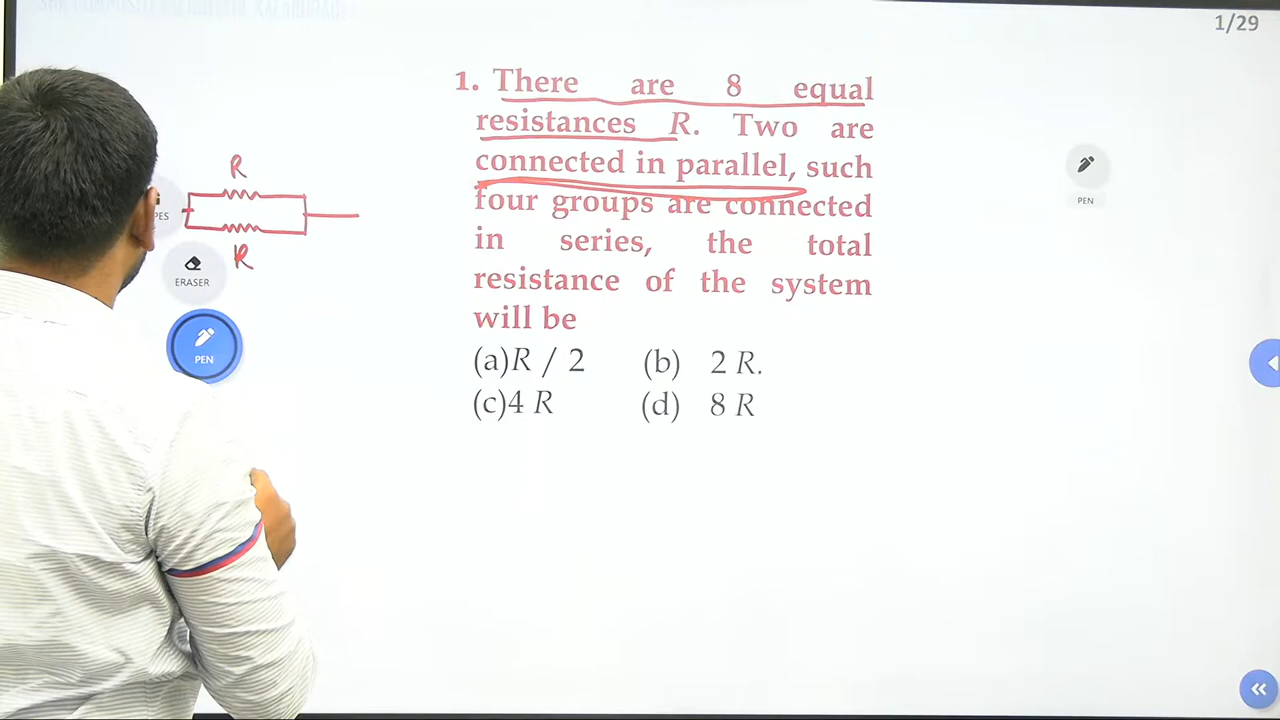 1/29
1. There are 8 equal
resistances R. Two are
connected in parallel, such
four groups are connected
in series, the total
resistance of the system
will be
(a)R / 2 (b) 2 R.
(c)4 R (d) 8 R
R
R
PES
ERASER
PEN
PEN